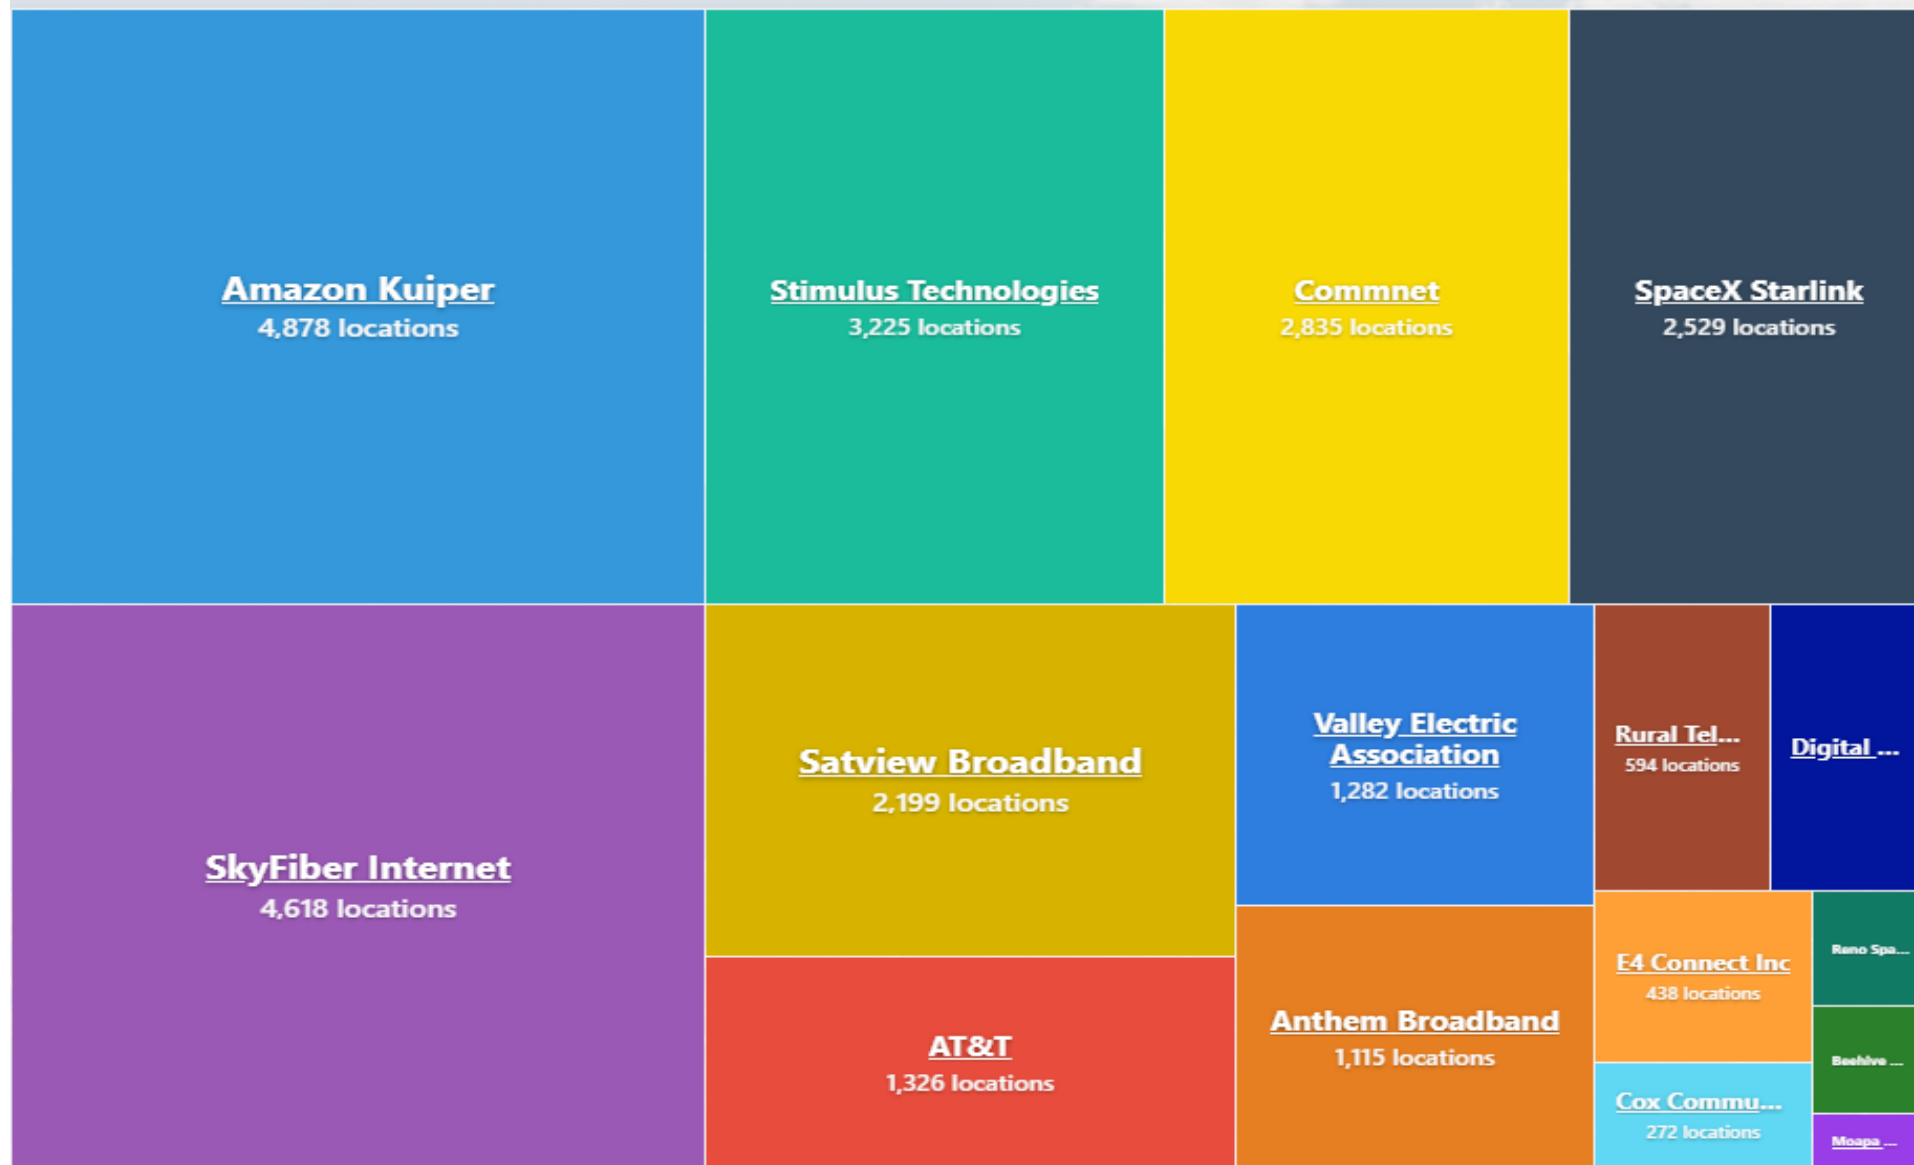 Amazon Kuiper
4,878 locations
Stimulus Technologies
3,225 locations
Commnet
2,835 locations
SpaceX Starlink
2,529 locations
SkyFiber Internet
4,618 locations
Satview Broadband
2,199 locations
AT&T
1,326 locations
Valley Electric
Association
1,282 locations
Anthem Broadband
1,115 locations
Rural Tel...
594 locations
Digital ...
E4 Connect Inc
438 locations
Cox Commu...
272 locations
Reno Spa...
Beehive ...
Moapa ...